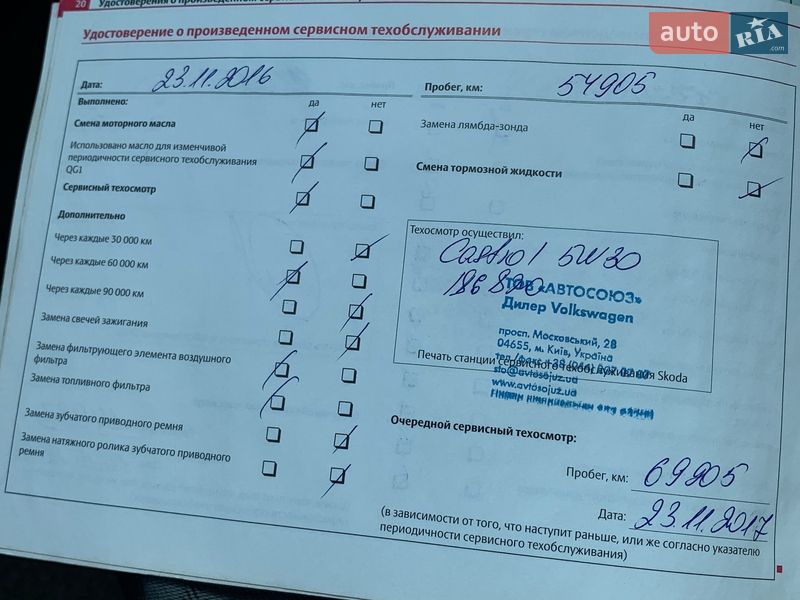 20 Удостоверения о произведенном
Удостоверение о произведенном сервисном техобслуживании
auto RIA .com
Дата: 23.11.2016
Пробег, км: 54905
Выполнено: да нет
да нет
Смена моторного масла
Замена лямбда-зонда
Использовано масло для изменчивой
периодичности сервисного техобслуживания
QG1
Смена тормозной жидкости
Сервисный техосмотр
Дополнительно
Через каждые 30 000 км
Через каждые 60 000 км
Через каждые 90 000 км
Замена свечей зажигания
Замена фильтрующего элемента воздушного
фильтра
Замена топливного фильтра
Замена зубчатого приводного ремня
Замена натяжного ролика зубчатого приводного
ремня
Техосмотр осуществил:
Castrol 5W30
ТОВ «АВТОСОЮЗ»
Дилер Volkswagen
просп. Московський, 28
04655, м. Київ, Україна
Печать станции сервисного техобслуживания Skoda
sto@avtosojuz.ua
www.avtosojuz.ua
Очередной сервисный техосмотр:
Пробег, км: 69905
Дата: 23.11.2017
(в зависимости от того, что наступит раньше, или же согласно указателю
периодичности сервисного техобслуживания)